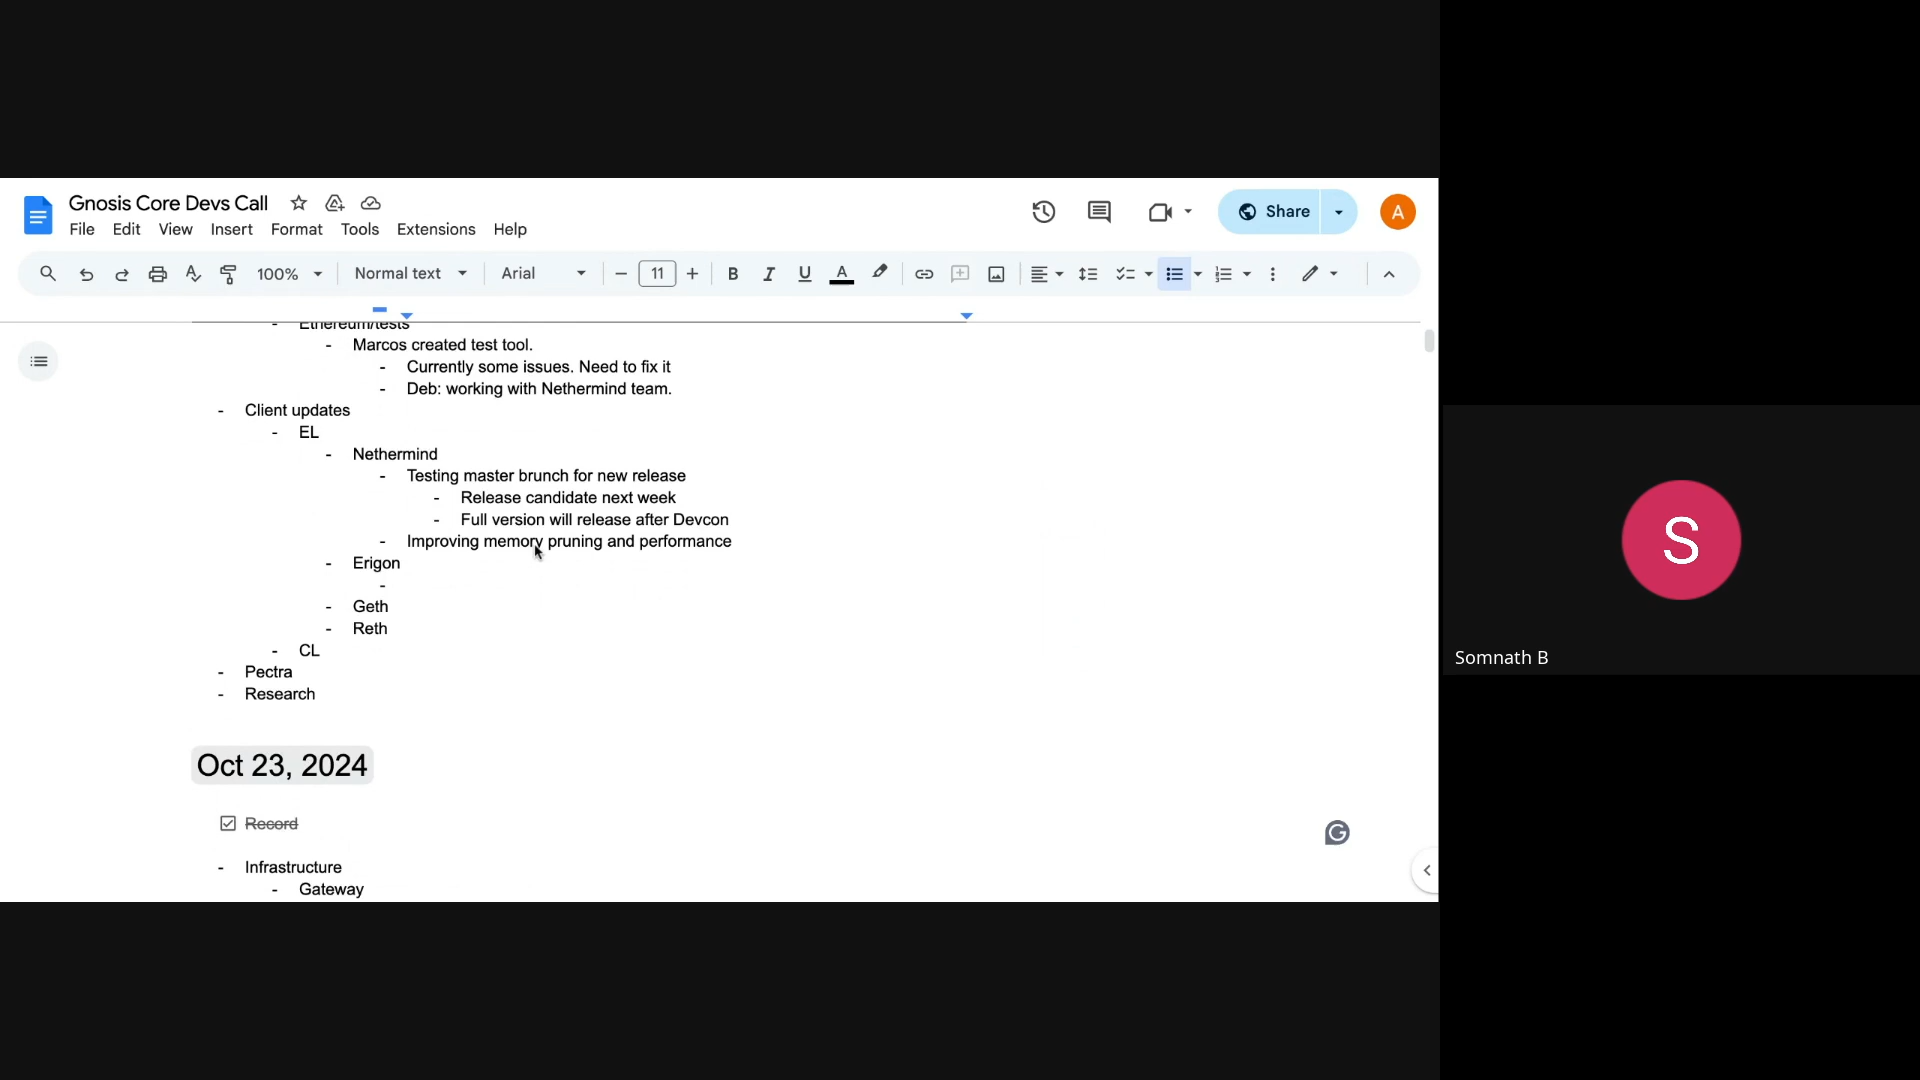 Gnosis Core Devs Call
File Edit View Insert Format Tools Extensions Help
Share
A
100% Normal text Arial 11 B I U A
- Ethereum/tests
- Marcos created test tool.
- Currently some issues. Need to fix it
- Deb: working with Nethermind team.
- Client updates
- EL
- Nethermind
- Testing master brunch for new release
- Release candidate next week
- Full version will release after Devcon
- Improving memory pruning and performance
- Erigon
-
- Geth
- Reth
- CL
- Pectra
- Research
Oct 23, 2024
Record
- Infrastructure
- Gateway
S
Somnath B